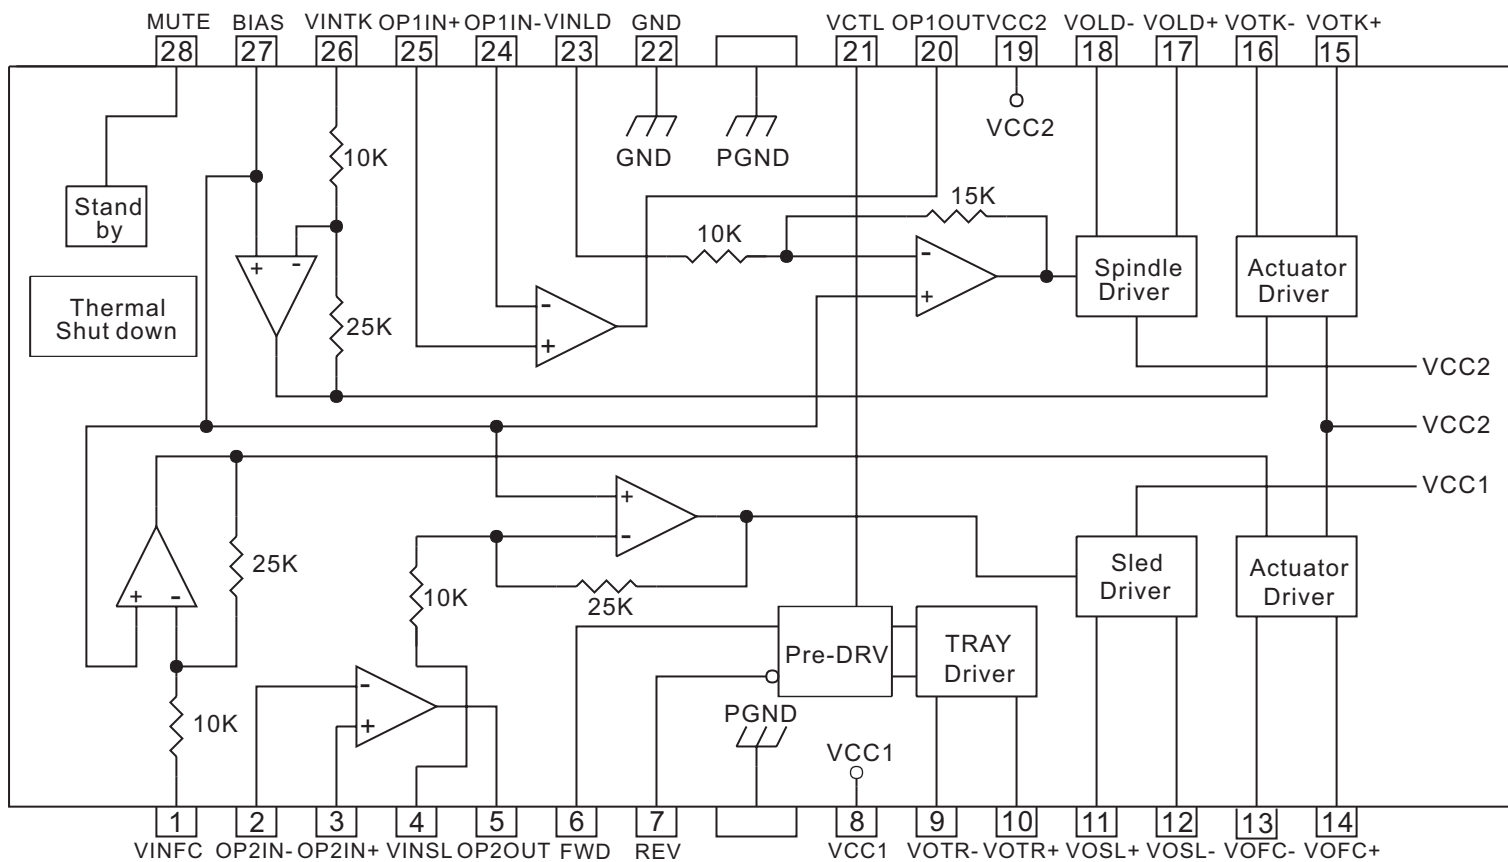 MUTE BIAS VINTK OP1IN+ OP1IN- VINLD GND VCTL OP1OUT VCC2 VOLD- VOLD+ VOTK- VOTK+
28 27 26 25 24 23 22 21 20 19 18 17 16 15
VCC2
10K
GND PGND
Stand
by
15K
10K
+ -
-
+
Spindle
Driver
Actuator
Driver
Thermal
Shut down
25K
-
+
VCC2
VCC2
VCC1
+
-
25K
10K
25K
Sled
Driver
Actuator
Driver
+ -
Pre-DRV
TRAY
Driver
-
+
10K
PGND
VCC1
1 2 3 4 5 6 7 8 9 10 11 12 13 14
VINFC OP2IN- OP2IN+ VINSL OP2OUT FWD REV VCC1 VOTR- VOTR+ VOSL+ VOSL- VOFC- VOFC+